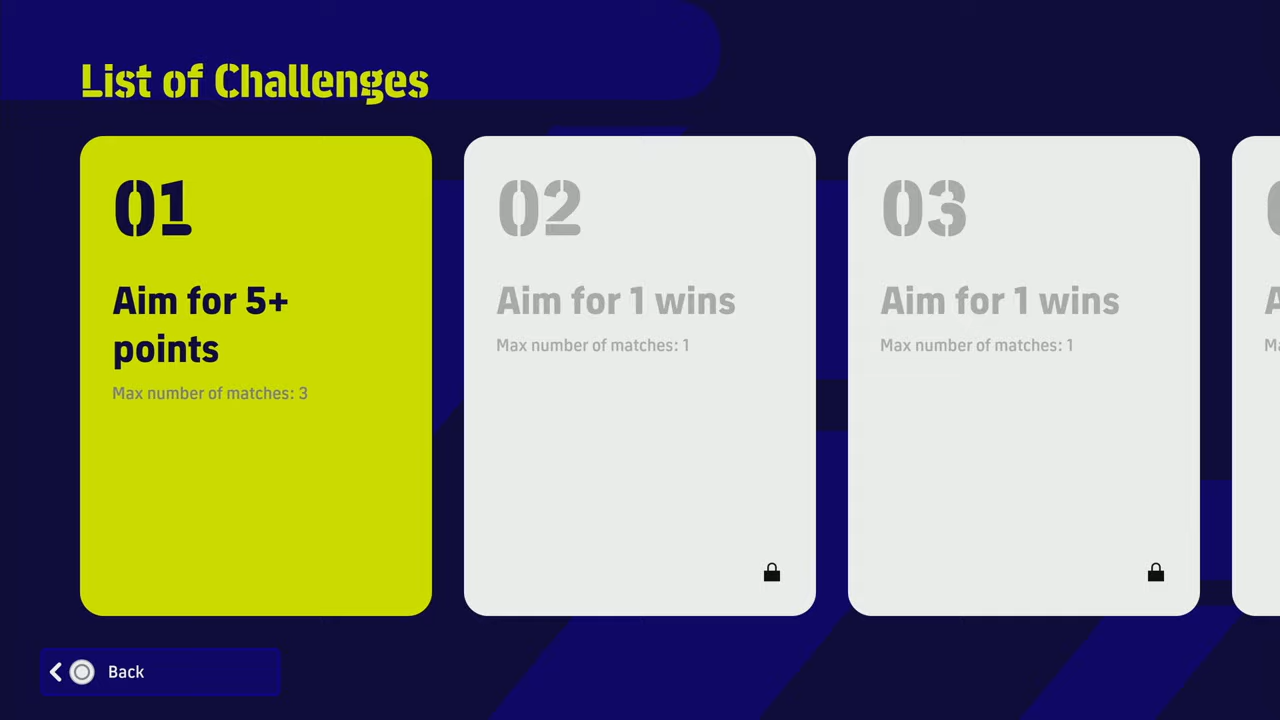 List of Challenges
01
Aim for 5+
points
Max number of matches: 3
02
Aim for 1 wins
Max number of matches: 1
03
Aim for 1 wins
Max number of matches: 1
Back